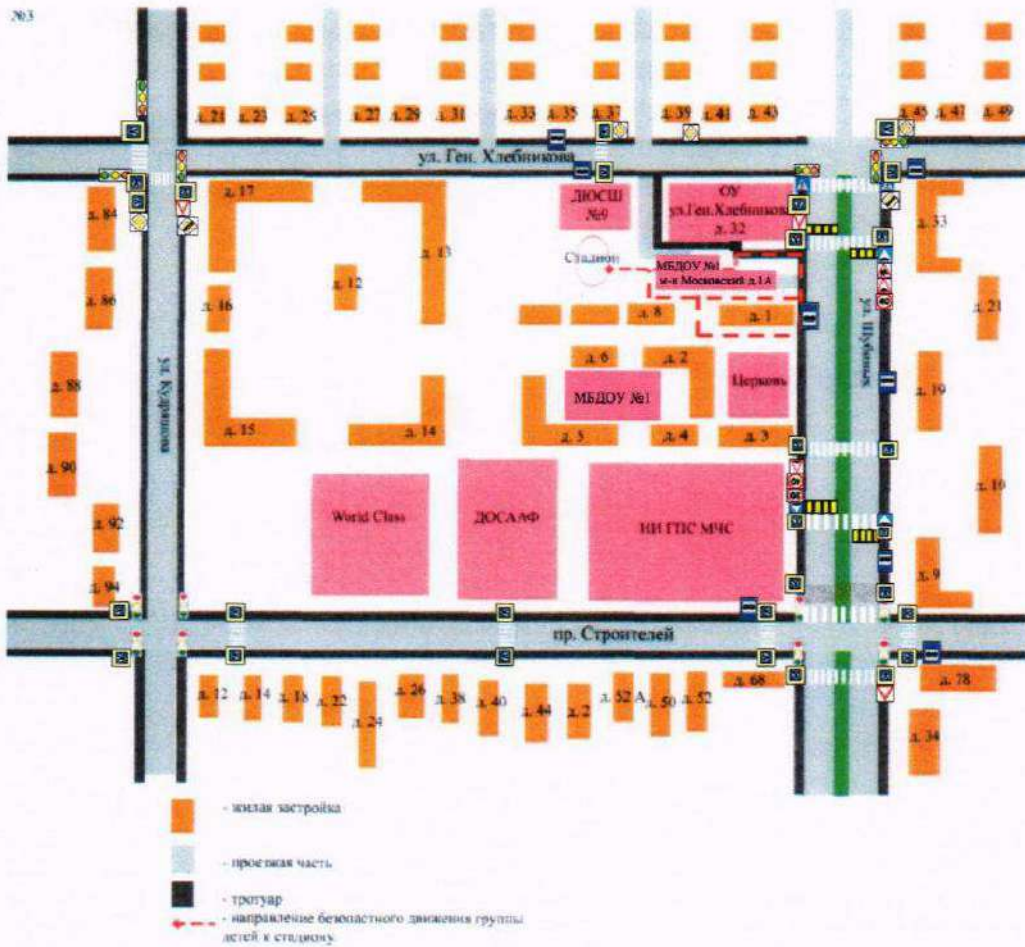 №3
д. 21 д. 23 д. 25 д. 27 д. 29 д. 31 д. 33 д. 35 д. 37 д. 39 д. 41 д. 43 д. 45 д. 47 д. 49
ул. Ген. Хлебникова
д. 84
д. 17
д. 13
ДЮСШ
№9
ОУ
ул.Ген.Хлебникова
д. 32
д. 33
Стадион
МБДОУ №1
м-н Московский д.1А
д. 86
д. 16
д. 12
д. 8
д. 1
ул. Шубиных
д. 21
ул. Кудряшова
д. 88
д. 6
д. 2
Церковь
д. 19
МБДОУ №1
д. 15
д. 14
д. 5
д. 4
д. 3
д. 90
д. 10
World Class
ДОСААФ
ИИ ГПС МЧС
д. 92
д. 94
д. 9
пр. Строителей
д. 12 д. 14 д. 18 д. 22 д. 24 д. 26 д. 38 д. 40 д. 44 д. 2 д. 52 А д. 50 д. 52 д. 68 д. 78
д. 34
- жилая застройка
- проезжая часть
- тротуар
- направление безопастного движения группы
детей к стадиону